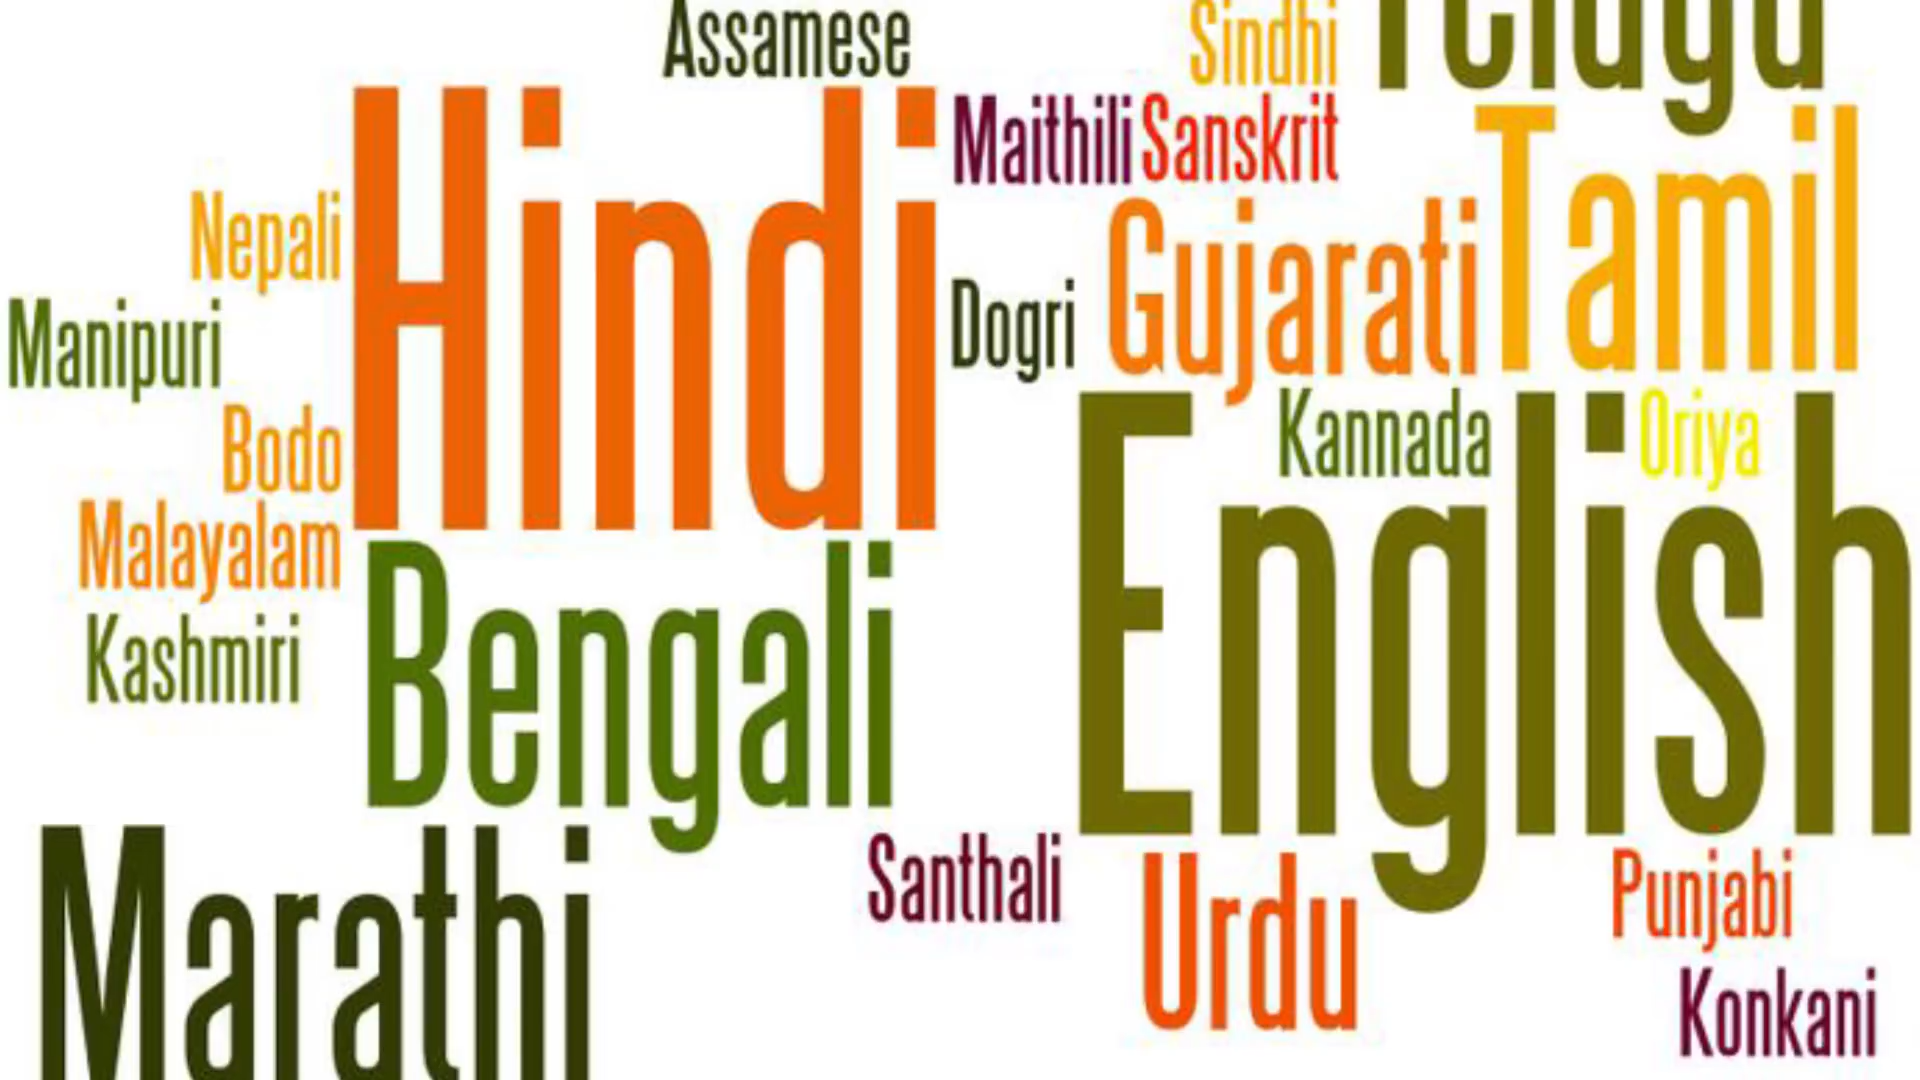 Assamese
Sindhi
Telugu
Maithili
Sanskrit
Hindi
Tamil
Nepali
Gujarati
Manipuri
Dogri
Bodo
Kannada
Oriya
English
Malayalam
Kashmiri
Bengali
Marathi
Santhali
Urdu
Punjabi
Konkani